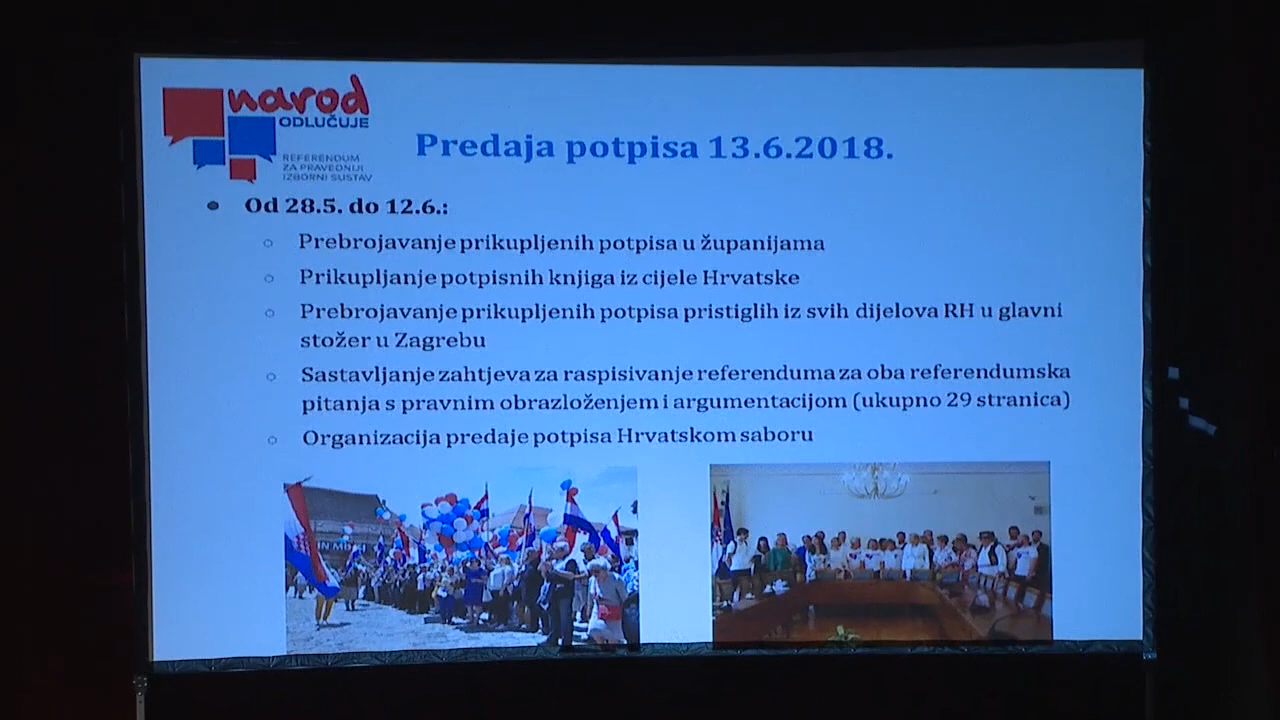 narod
ODLUČUJE
REFERENDUM
ZA PRAVEDNIJI
IZBORNI SUSTAV
Predaja potpisa 13.6.2018.
Od 28.5. do 12.6.:
Prebrojavanje prikupljenih potpisa u županijama
Prikupljanje potpisnih knjiga iz cijele Hrvatske
Prebrojavanje prikupljenih potpisa pristiglih iz svih dijelova RH u glavni
stožer u Zagrebu
Sastavljanje zahtjeva za raspisivanje referenduma za oba referendumska
pitanja s pravnim obrazloženjem i argumentacijom (ukupno 29 stranica)
Organizacija predaje potpisa Hrvatskom saboru